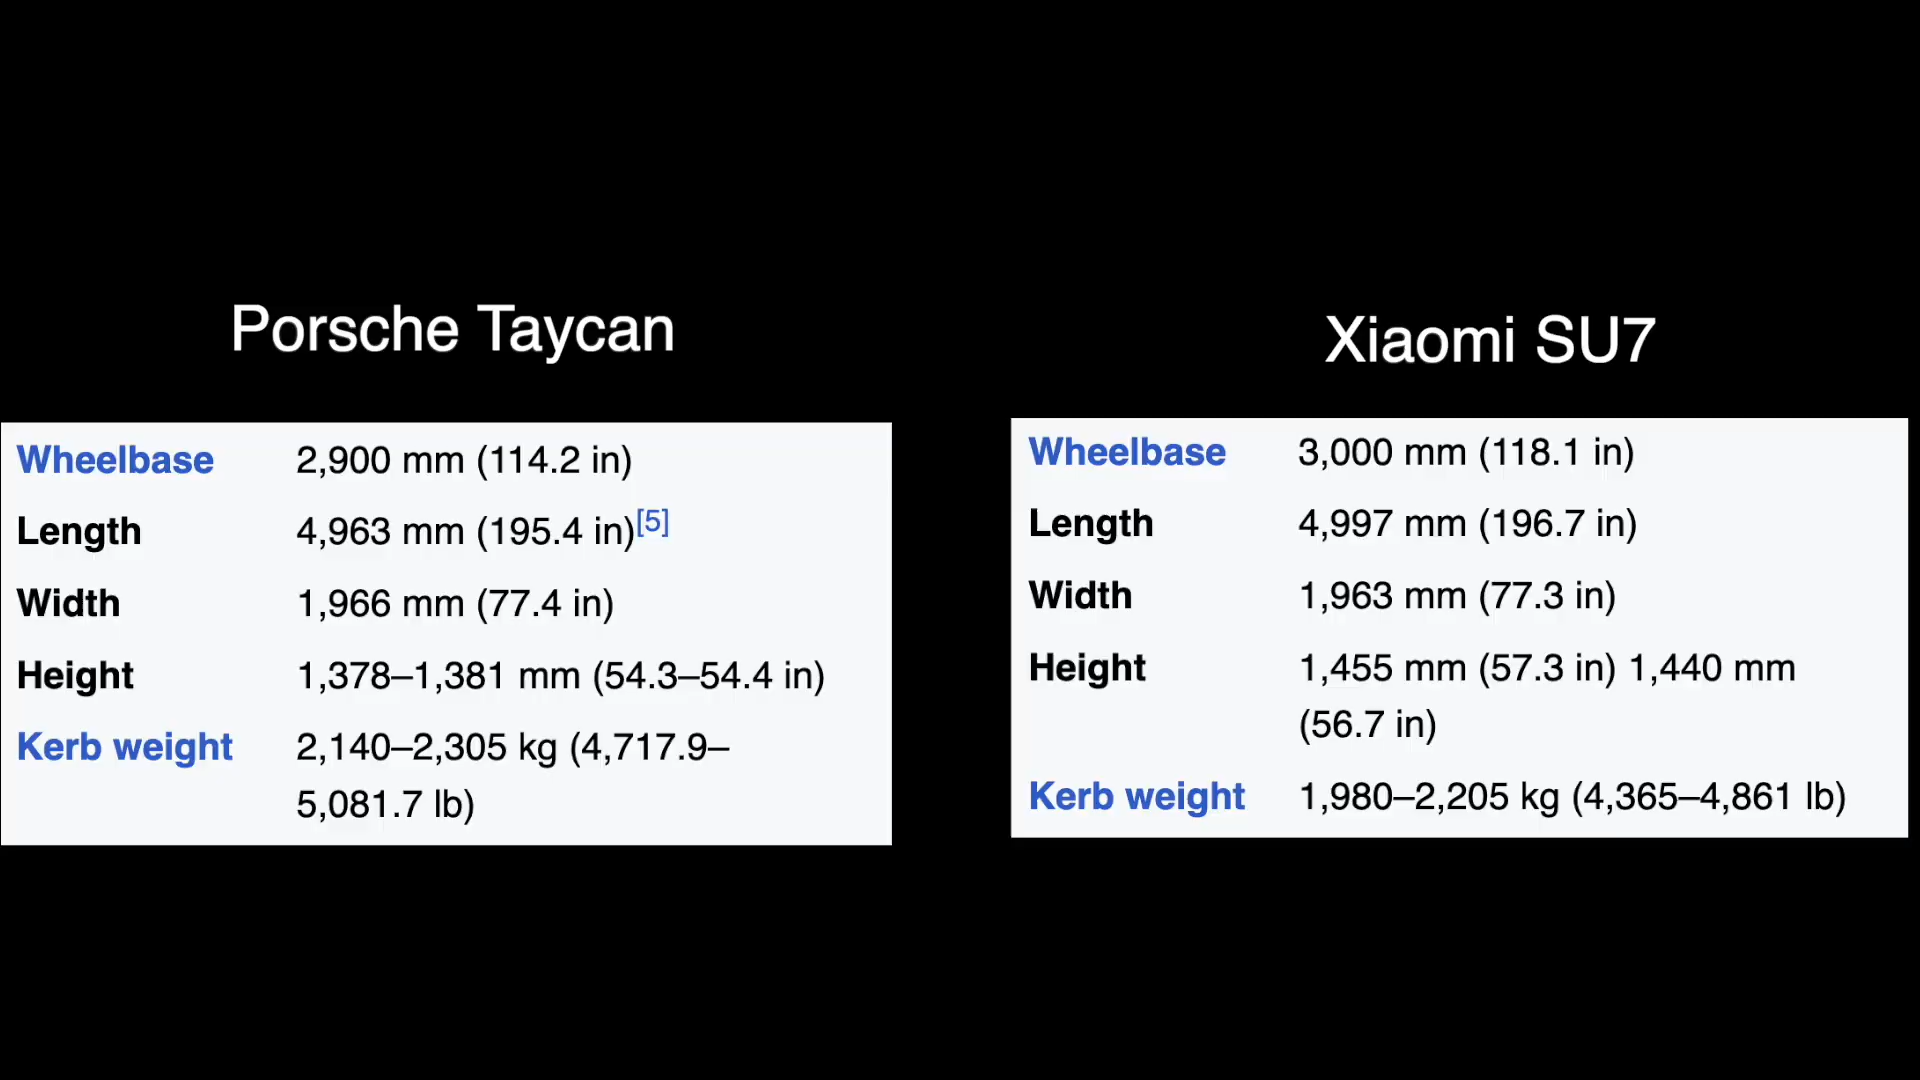 Porsche Taycan
Wheelbase 2,900 mm (114.2 in)
Length 4,963 mm (195.4 in)[5]
Width 1,966 mm (77.4 in)
Height 1,378–1,381 mm (54.3–54.4 in)
Kerb weight 2,140–2,305 kg (4,717.9–
5,081.7 lb)
Xiaomi SU7
Wheelbase 3,000 mm (118.1 in)
Length 4,997 mm (196.7 in)
Width 1,963 mm (77.3 in)
Height 1,455 mm (57.3 in) 1,440 mm
(56.7 in)
Kerb weight 1,980–2,205 kg (4,365–4,861 lb)